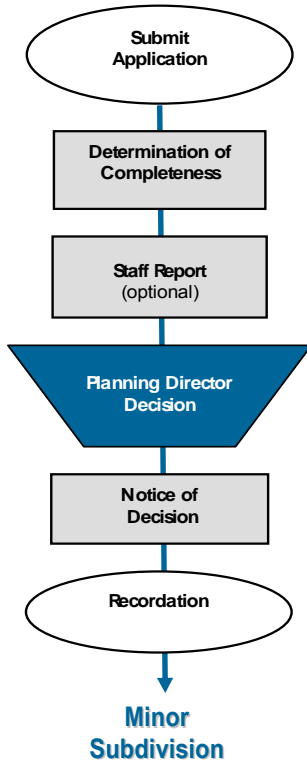 Submit
Application
Determination of
Completeness
Staff Report
(optional)
Planning Director
Decision
Notice of
Decision
Recordation
Minor
Subdivision